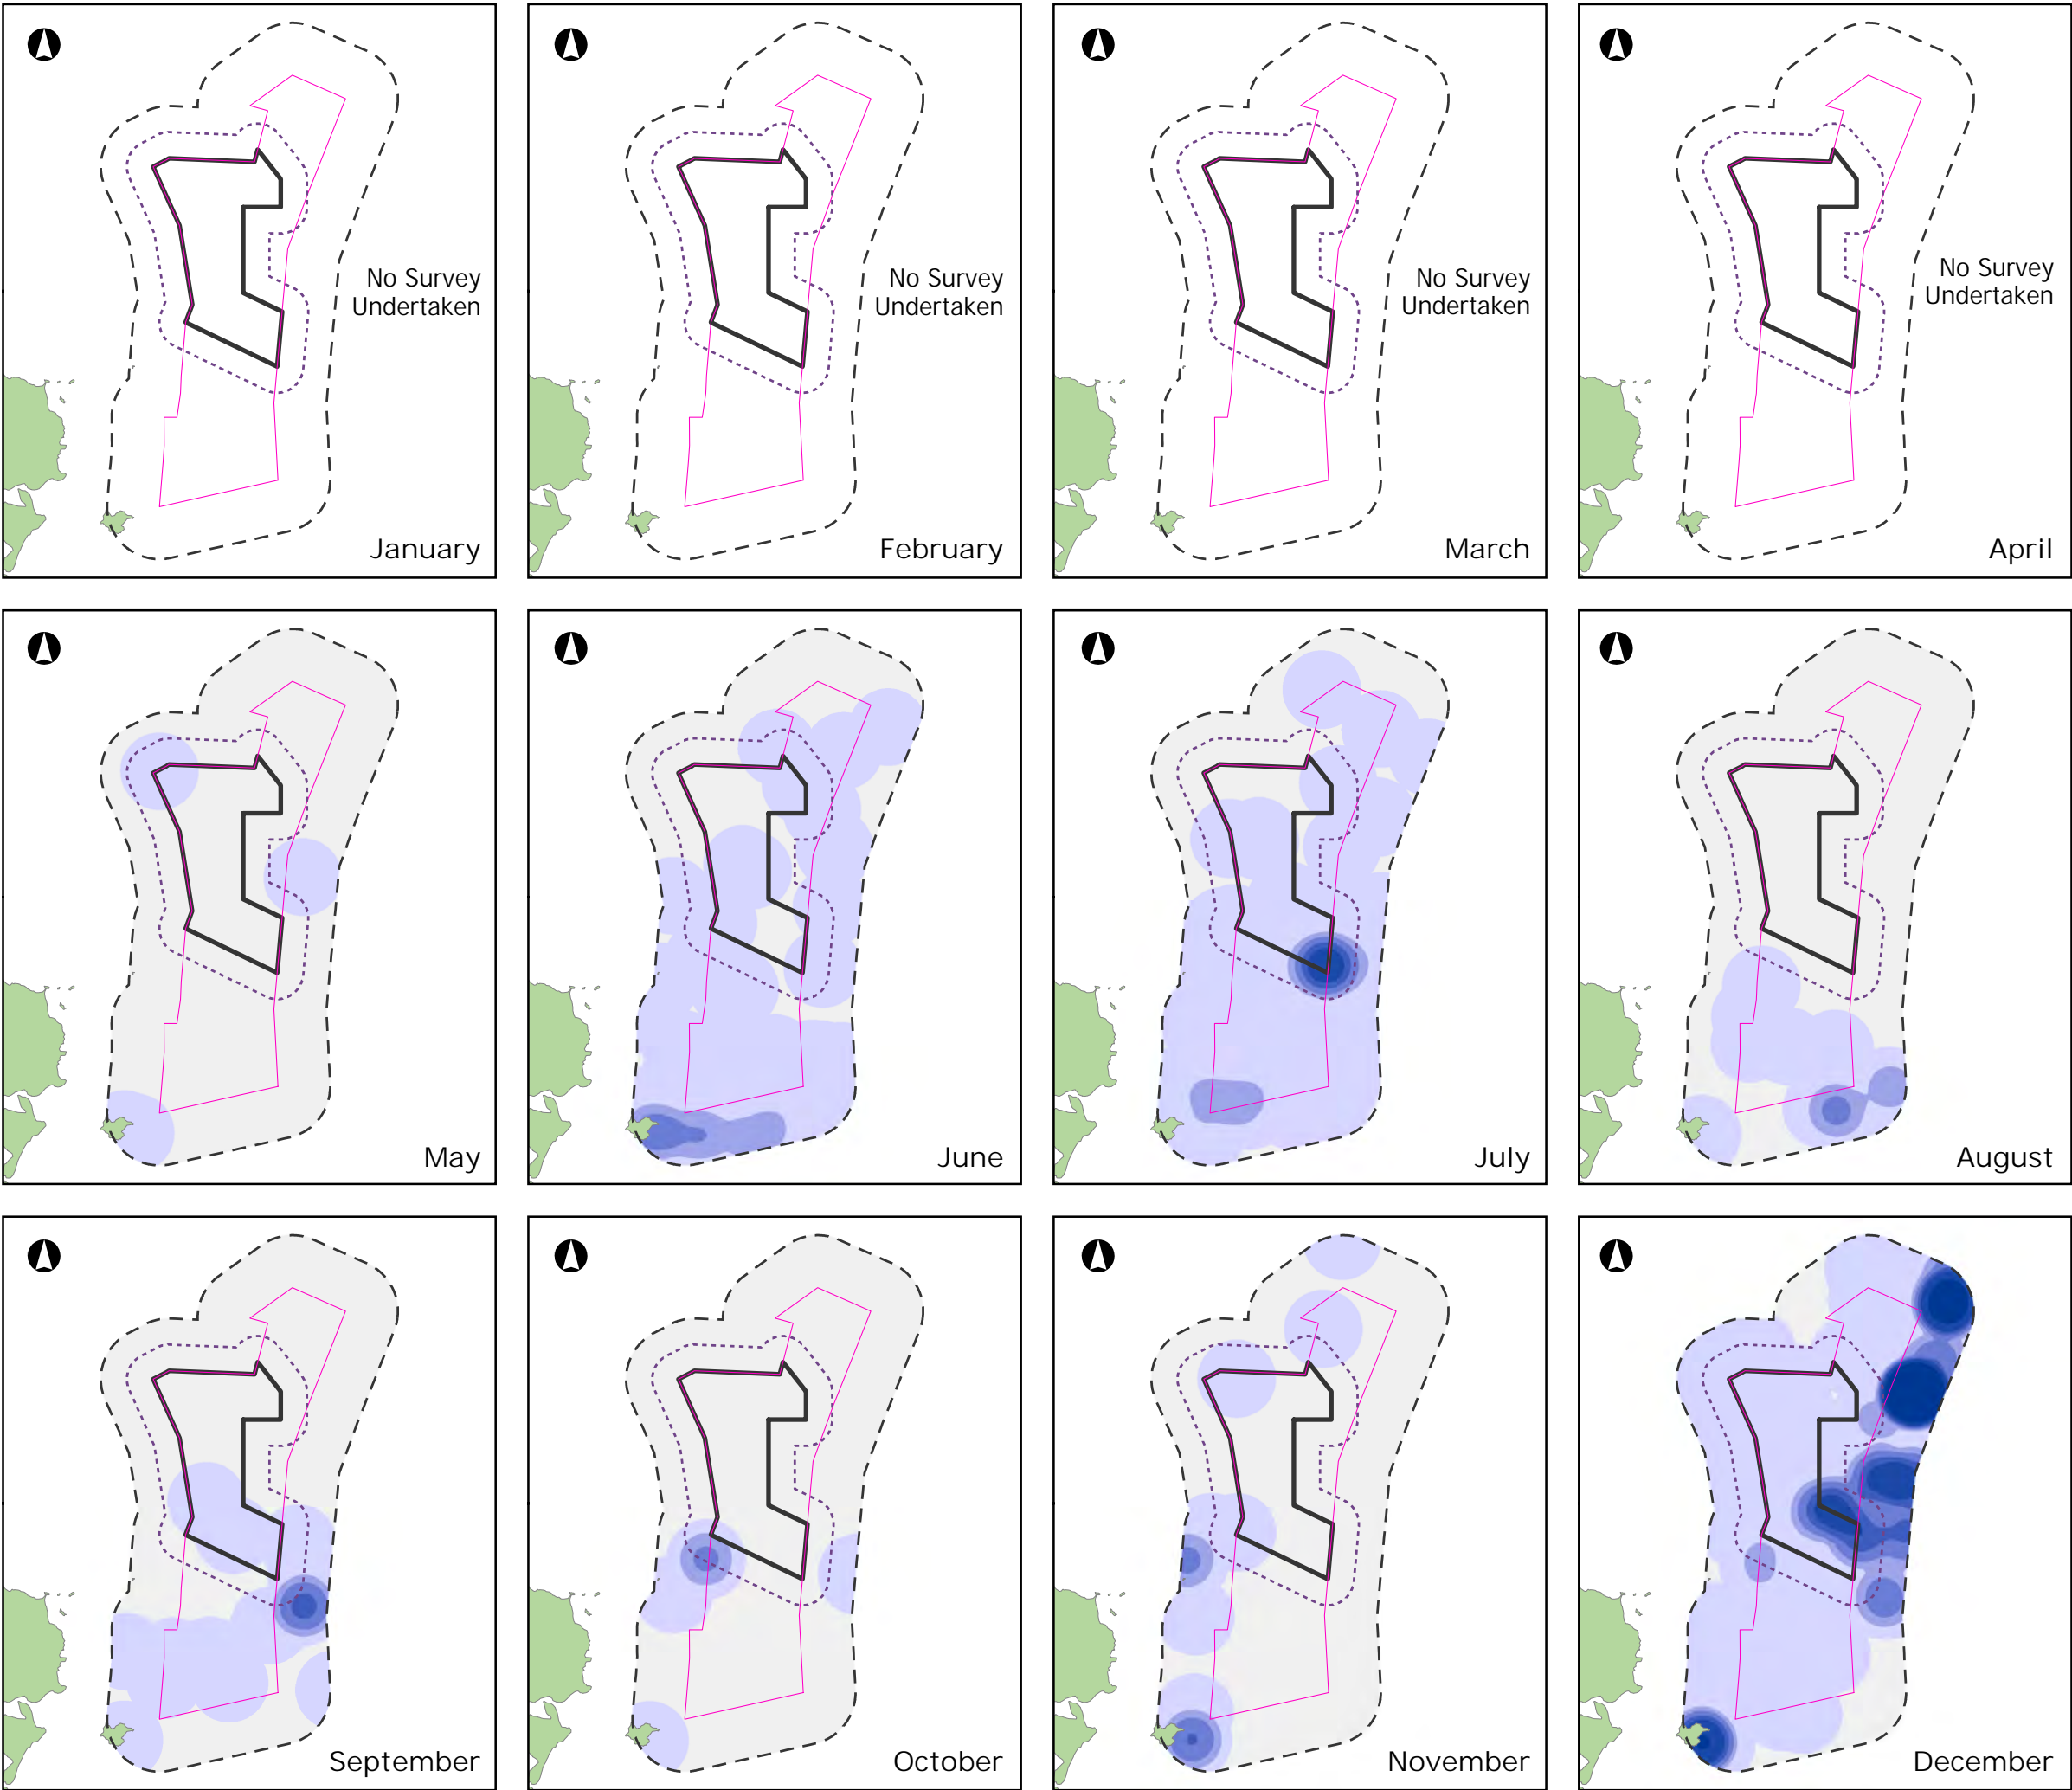 No Survey
Undertaken
January
No Survey
Undertaken
February
No Survey
Undertaken
March
No Survey
Undertaken
April
May
June
July
August
September
October
November
December